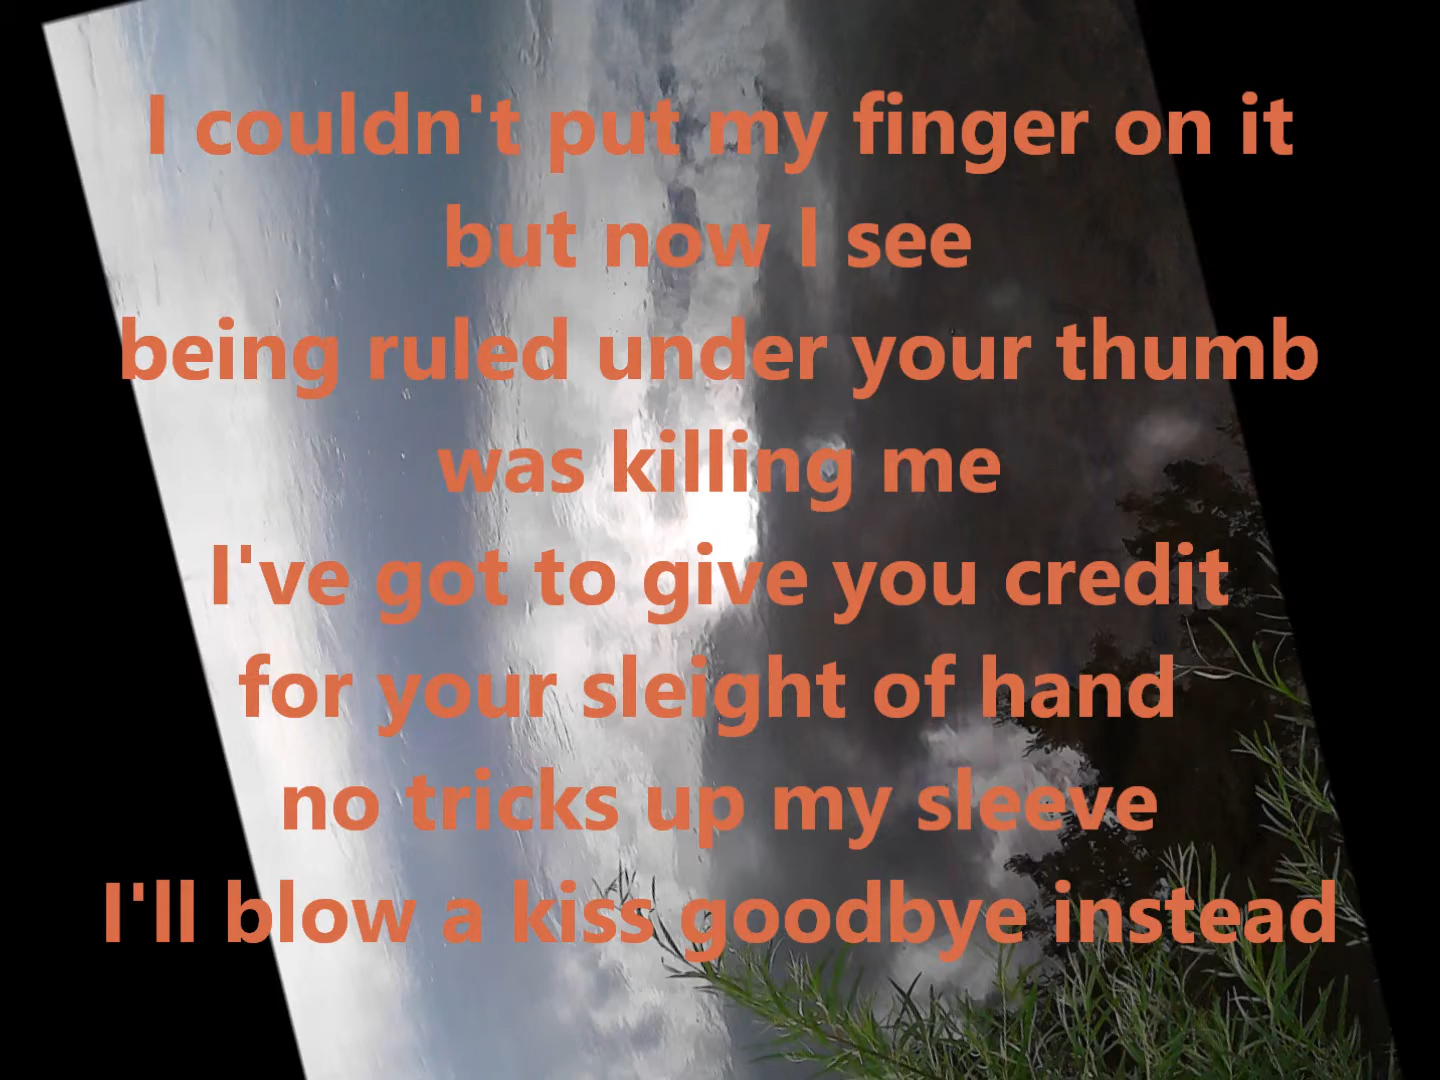 I couldn't put my finger on it
but now I see
being ruled under your thumb
was killing me
I've got to give you credit
for your sleight of hand
no tricks up my sleeve
I'll blow a kiss goodbye instead